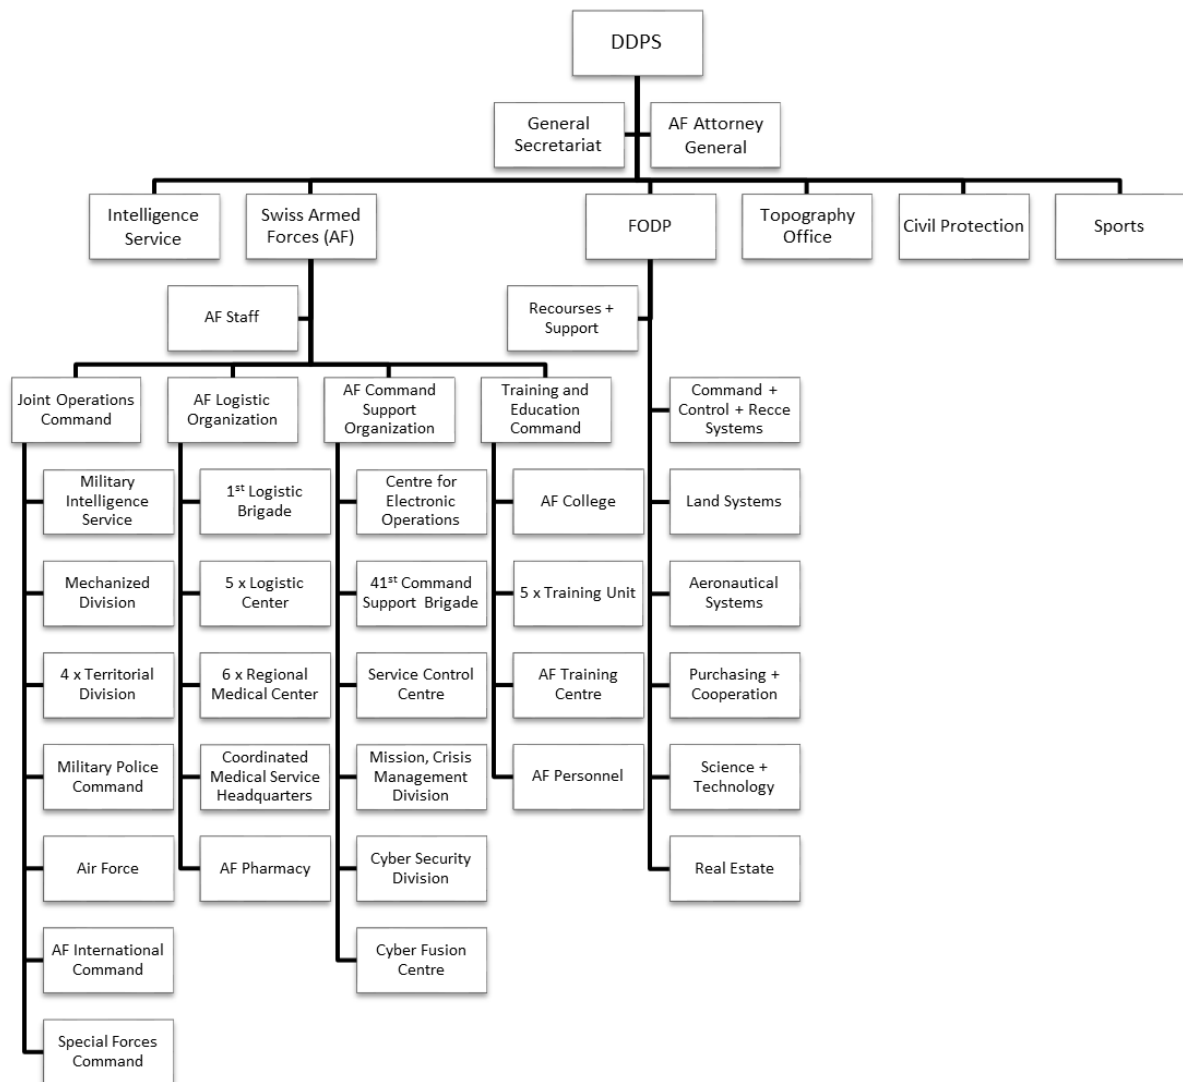 DDPS
General
Secretariat
AF Attorney
General
Intelligence
Service
Swiss Armed
Forces (AF)
FODP
Topography
Office
Civil Protection
Sports
AF Staff
Recourses +
Support
Joint Operations
Command
AF Logistic
Organization
AF Command
Support
Organization
Training and
Education
Command
Command +
Control + Recce
Systems
Military
Intelligence
Service
1st Logistic
Brigade
Centre for
Electronic
Operations
AF College
Land Systems
Mechanized
Division
5 x Logistic
Center
41st Command
Support Brigade
5 x Training Unit
Aeronautical
Systems
4 x Territorial
Division
6 x Regional
Medical Center
Service Control
Centre
AF Training
Centre
Purchasing +
Cooperation
Military Police
Command
Coordinated
Medical Service
Headquarters
Mission, Crisis
Management
Division
AF Personnel
Science +
Technology
Air Force
AF Pharmacy
Cyber Security
Division
Real Estate
AF International
Command
Cyber Fusion
Centre
Special Forces
Command